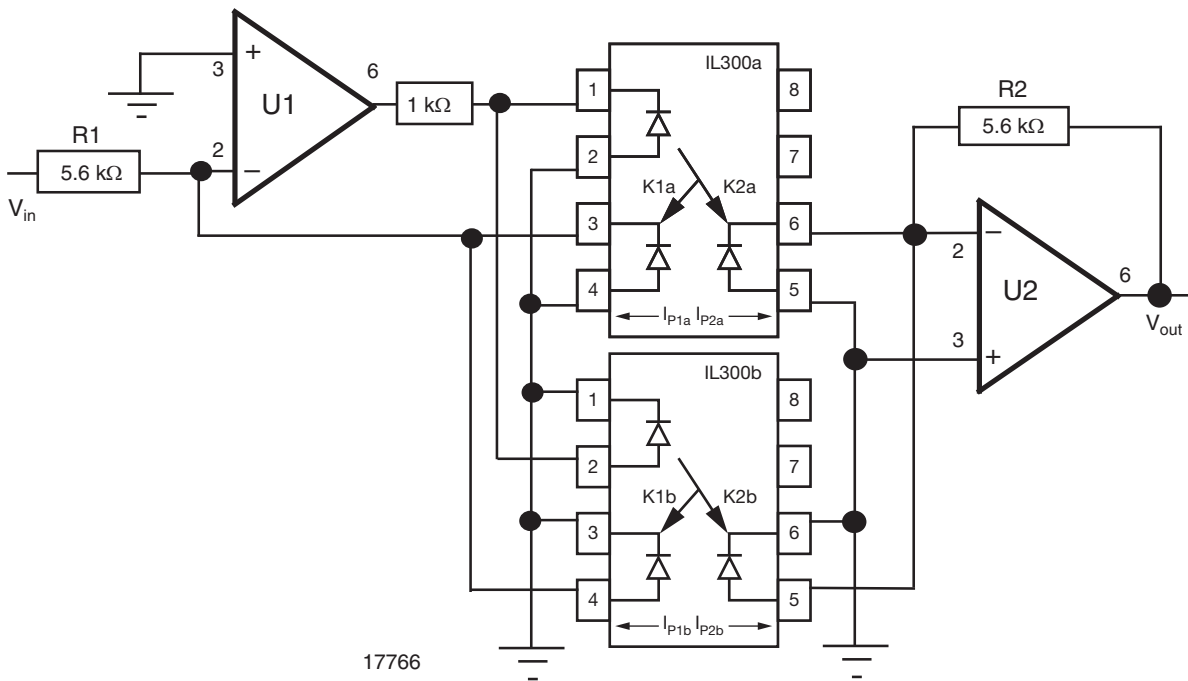 IL300a
8
1
6
+
3
U1
1 kΩ
R1
2
−
5.6 kΩ
V_in
2
7
K1a
K2a
3
6
4
5
I_P1a I_P2a
R2
5.6 kΩ
−
2
U2
6
V_out
3
+
IL300b
1
8
2
7
K1b
K2b
3
6
4
5
I_P1b I_P2b
17766